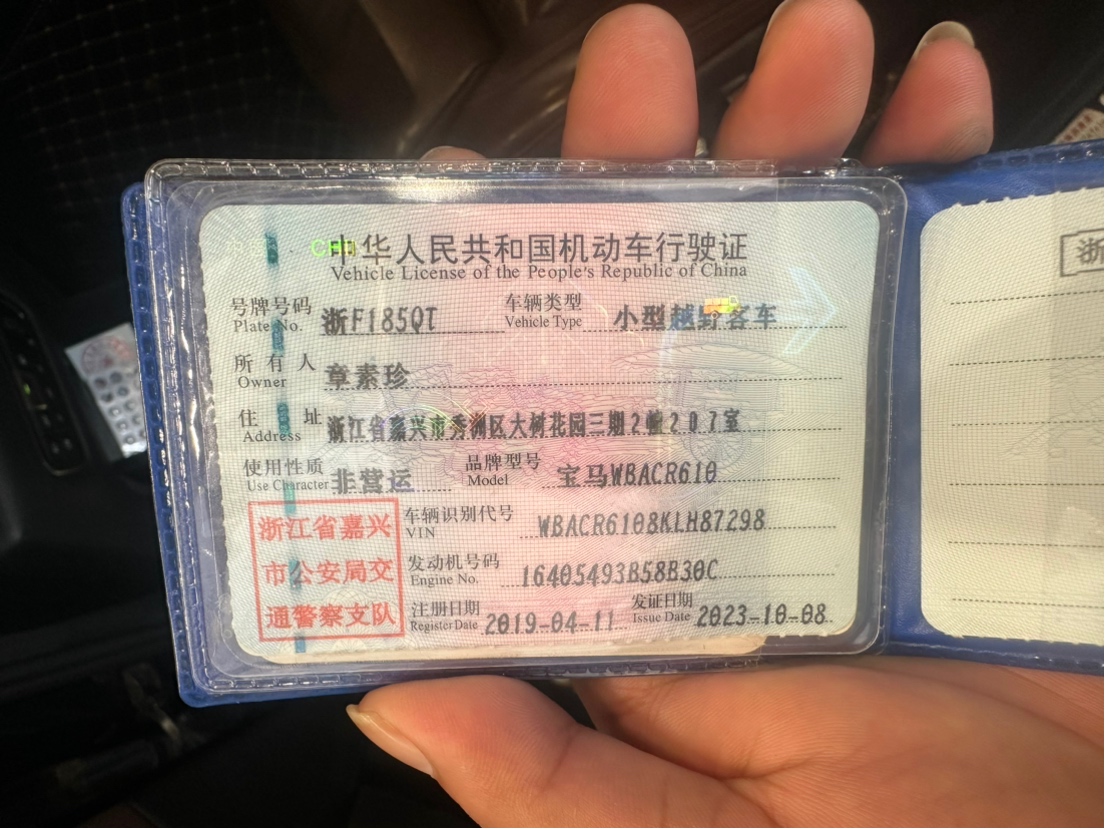 中华人民共和国机动车行驶证
Vehicle License of the People's Republic of China
号牌号码 浙F185QT 车辆类型 小型越野客车
Plate No. Vehicle Type
所有人 章素珍
Owner
住址 浙江省嘉兴市秀洲区大树花园三期2幢207室
Address
使用性质 非营运 品牌型号 宝马WBACR610
Use Character Model
浙江省嘉兴
市公安局交
通警察支队
车辆识别代号 WBACR6108KLH87298
VIN
发动机号码 16405493B58B30C
Engine No.
注册日期 2019-04-11 发证日期 2023-10-08
Register Date Issue Date
浙